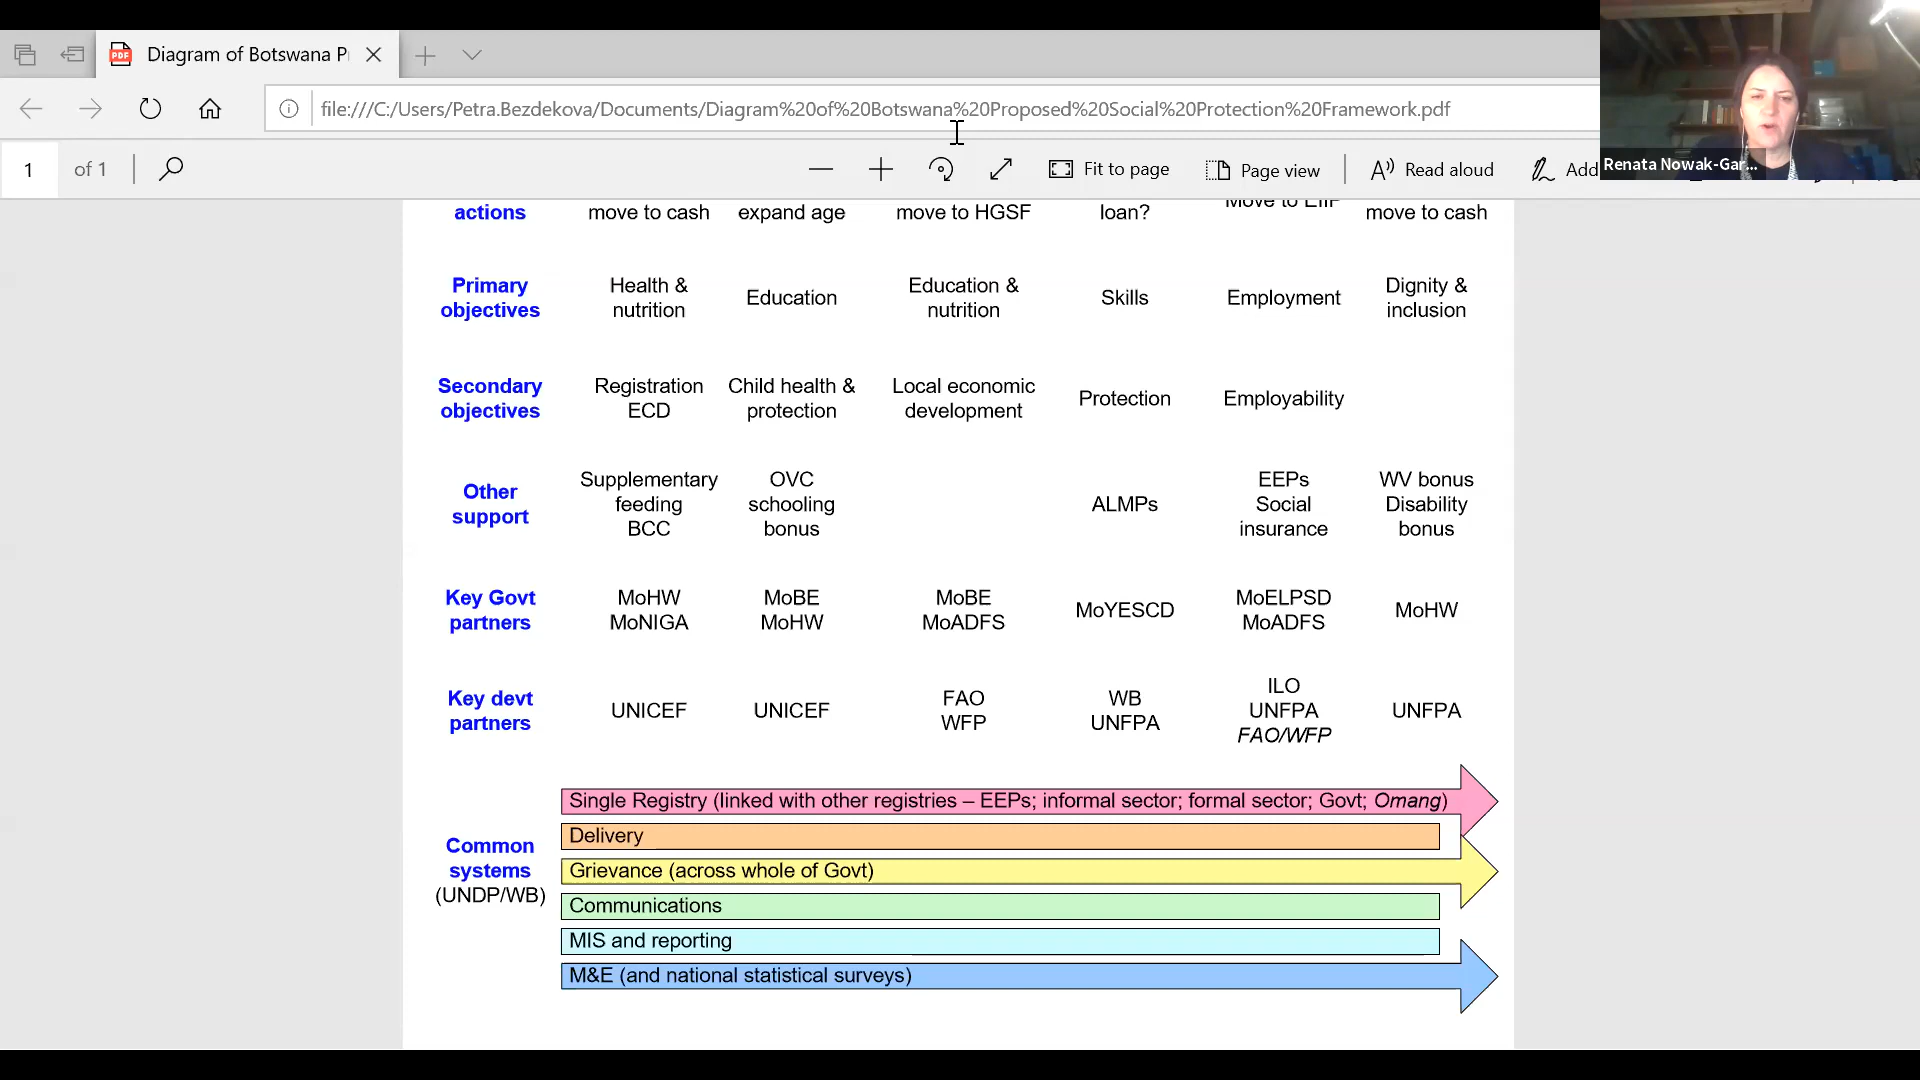 Diagram of Botswana P
file:///C:/Users/Petra.Bezdekova/Documents/Diagram%20of%20Botswana%20Proposed%20Social%20Protection%20Framework.pdf
1 of 1
Fit to page
Page view
Read aloud
Add
Renata Nowak-Gar...
actions
move to cash
expand age
move to HGSF
loan?
Move to EIIP
move to cash
Primary
objectives
Health &
nutrition
Education
Education &
nutrition
Skills
Employment
Dignity &
inclusion
Secondary
objectives
Registration
ECD
Child health &
protection
Local economic
development
Protection
Employability
Other
support
Supplementary
feeding
BCC
OVC
schooling
bonus
ALMPs
EEPs
Social
insurance
WV bonus
Disability
bonus
Key Govt
partners
MoHW
MoNIGA
MoBE
MoHW
MoBE
MoADFS
MoYESCD
MoELPSD
MoADFS
MoHW
Key devt
partners
UNICEF
UNICEF
FAO
WFP
WB
UNFPA
ILO
UNFPA
FAO/WFP
UNFPA
Common
systems
(UNDP/WB)
Single Registry (linked with other registries – EEPs; informal sector; formal sector; Govt; Omang)
Delivery
Grievance (across whole of Govt)
Communications
MIS and reporting
M&E (and national statistical surveys)